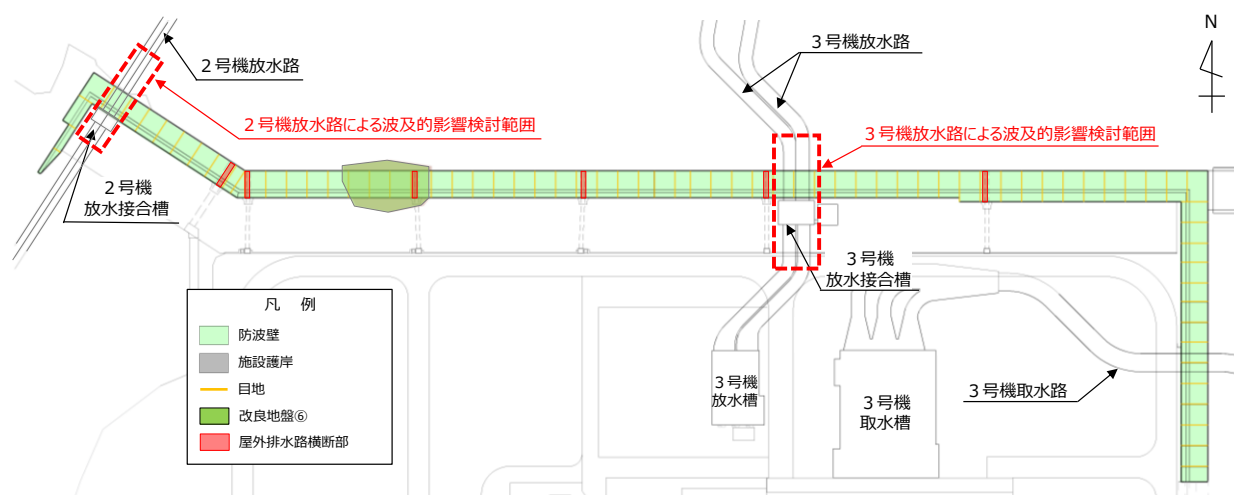 2号機放水路
3号機放水路
N
2号機放水路による波及的影響検討範囲
3号機放水路による波及的影響検討範囲
2号機
放水接合槽
3号機
放水接合槽
凡 例
防波壁
施設護岸
目地
改良地盤⑥
屋外排水路横断部
3号機
放水槽
3号機
取水槽
3号機取水路